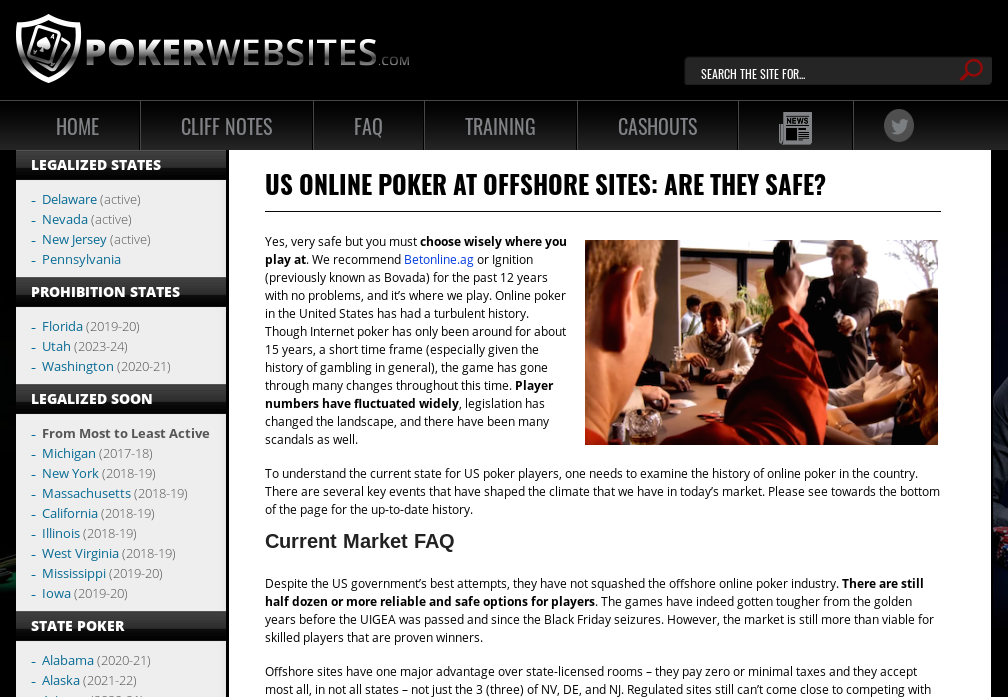 POKERWEBSITES.COM
SEARCH THE SITE FOR...
HOME
CLIFF NOTES
FAQ
TRAINING
CASHOUTS
NEWS
LEGALIZED STATES
- Delaware (active)
- Nevada (active)
- New Jersey (active)
- Pennsylvania
PROHIBITION STATES
- Florida (2019-20)
- Utah (2023-24)
- Washington (2020-21)
LEGALIZED SOON
- From Most to Least Active
- Michigan (2017-18)
- New York (2018-19)
- Massachusetts (2018-19)
- California (2018-19)
- Illinois (2018-19)
- West Virginia (2018-19)
- Mississippi (2019-20)
- Iowa (2019-20)
STATE POKER
- Alabama (2020-21)
- Alaska (2021-22)
US ONLINE POKER AT OFFSHORE SITES: ARE THEY SAFE?
Yes, very safe but you must choose wisely where you
play at. We recommend Betonline.ag or Ignition
(previously known as Bovada) for the past 12 years
with no problems, and it’s where we play. Online poker
in the United States has had a turbulent history.
Though Internet poker has only been around for about
15 years, a short time frame (especially given the
history of gambling in general), the game has gone
through many changes throughout this time. Player
numbers have fluctuated widely, legislation has
changed the landscape, and there have been many
scandals as well.
To understand the current state for US poker players, one needs to examine the history of online poker in the country.
There are several key events that have shaped the climate that we have in today’s market. Please see towards the bottom
of the page for the up-to-date history.
Current Market FAQ
Despite the US government’s best attempts, they have not squashed the offshore online poker industry. There are still
half dozen or more reliable and safe options for players. The games have indeed gotten tougher from the golden
years before the UIGEA was passed and since the Black Friday seizures. However, the market is still more than viable for
skilled players that are proven winners.
Offshore sites have one major advantage over state-licensed rooms – they pay zero or minimal taxes and they accept
most all, in not all states – not just the 3 (three) of NV, DE, and NJ. Regulated sites still can’t come close to competing with